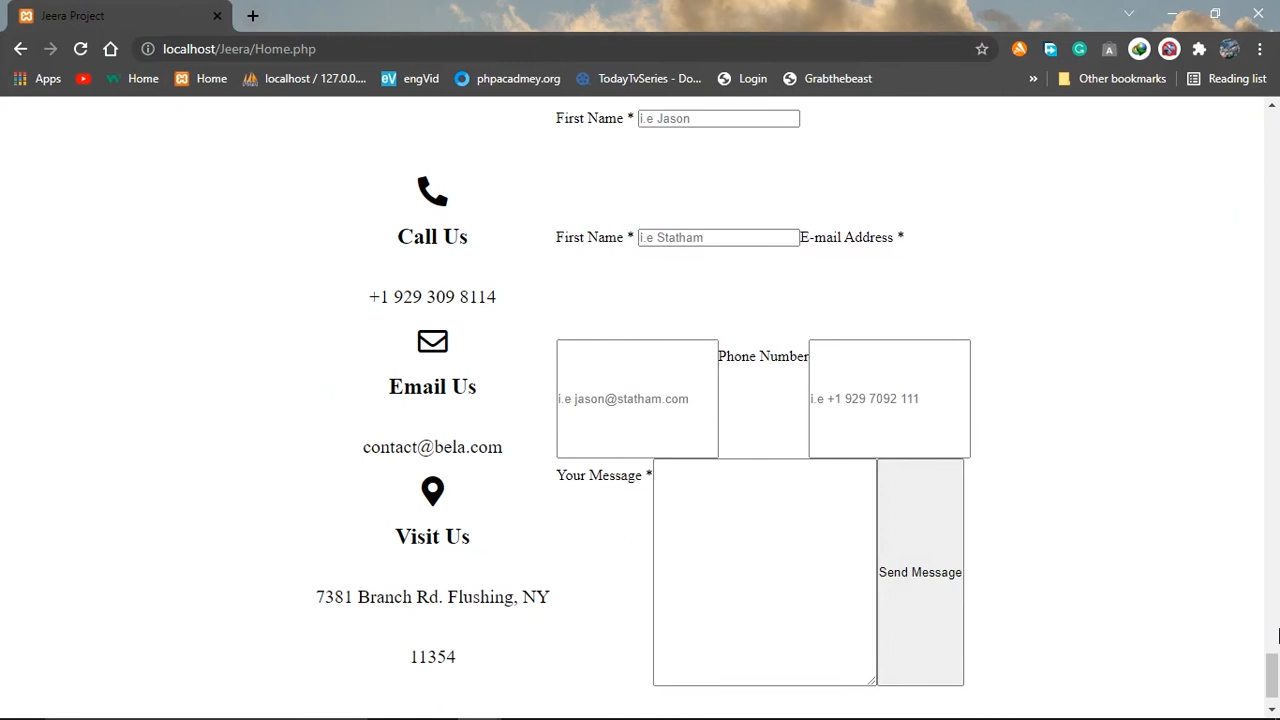 Jeera Project
localhost/Jeera/Home.php
Apps
Home
Home
localhost / 127.0.0....
engVid
phpacadmey.org
TodayTvSeries - Do...
Login
Grabthebeast
»
Other bookmarks
Reading list
First Name * i.e Jason
Call Us
+1 929 309 8114
First Name * i.e Statham E-mail Address *
Email Us
contact@bela.com
i.e jason@statham.com Phone Number i.e +1 929 7092 111
Visit Us
7381 Branch Rd. Flushing, NY
11354
Your Message * Send Message